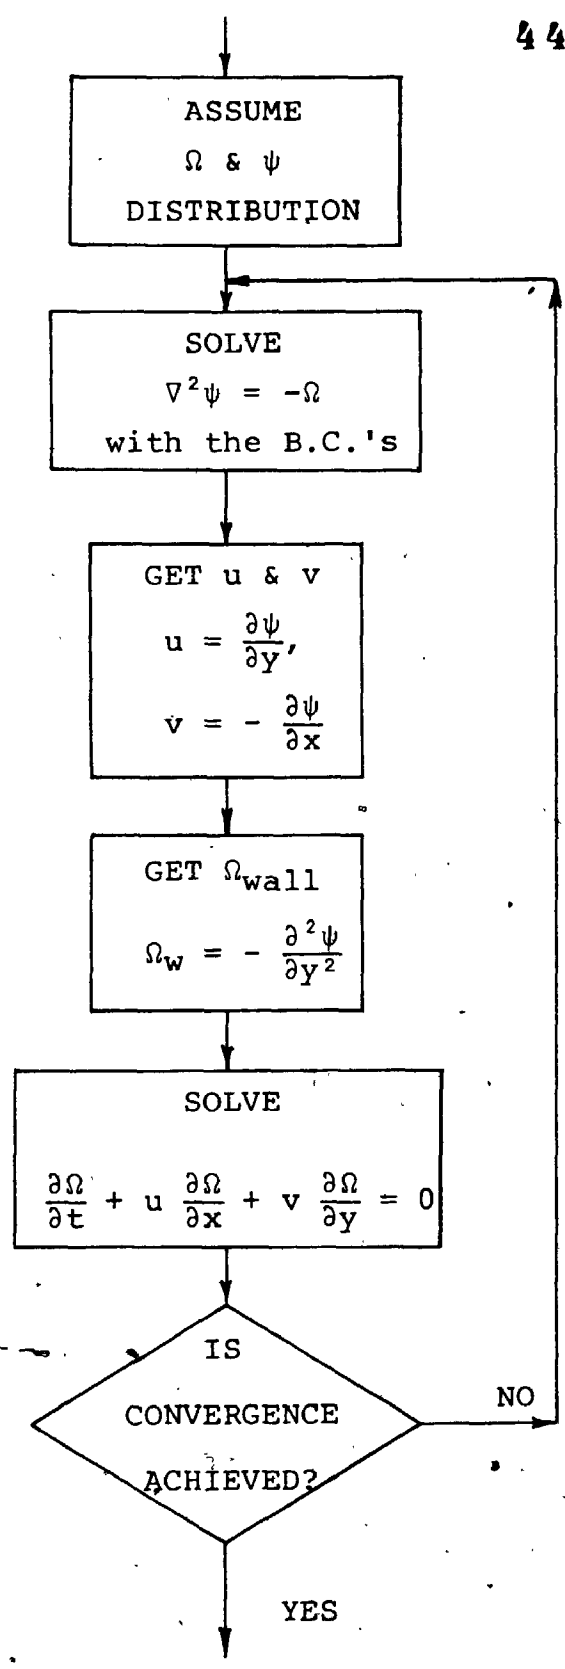 44
ASSUME
Ω & ψ
DISTRIBUTION
SOLVE
∇²ψ = -Ω
with the B.C.'s
GET u & v
u = ∂ψ/∂y,
v = - ∂ψ/∂x
GET Ωwall
Ωw = - ∂²ψ/∂y²
SOLVE
∂Ω/∂t + u ∂Ω/∂x + v ∂Ω/∂y = 0
IS
CONVERGENCE
ACHIEVED?
NO
YES